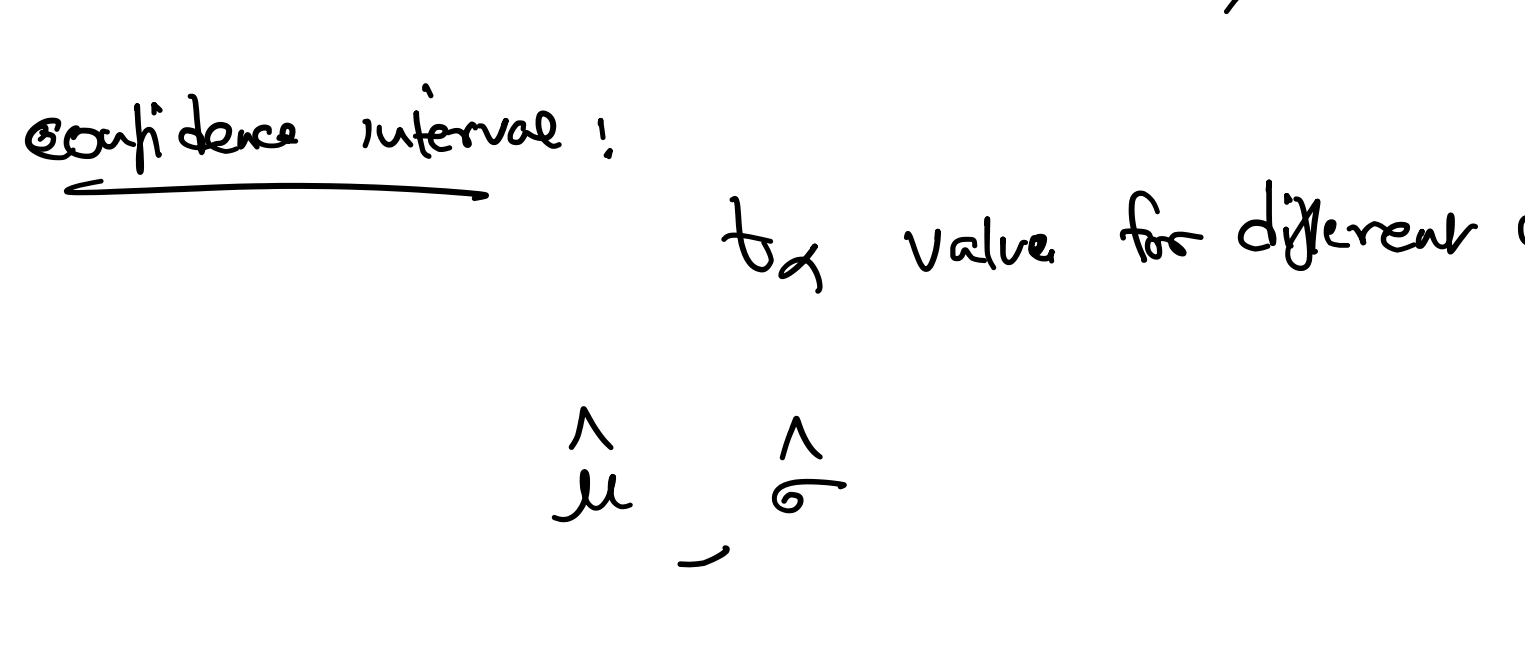 confidence interval :
tα value for different
μ̂ , σ̂